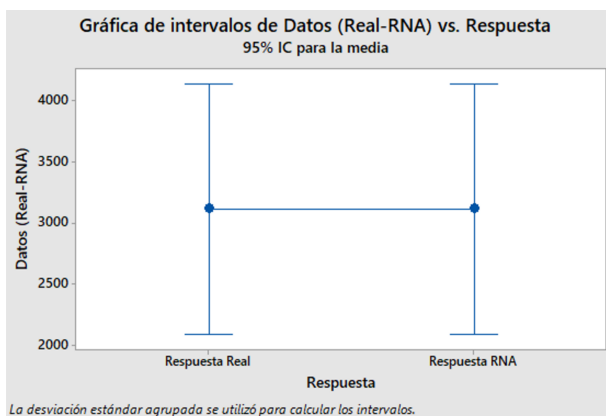 Gráfica de intervalos de Datos (Real-RNA) vs. Respuesta
95% IC para la media
4000
3500
3000
2500
2000
Datos (Real-RNA)
Respuesta Real
Respuesta RNA
Respuesta
La desviación estándar agrupada se utilizó para calcular los intervalos.